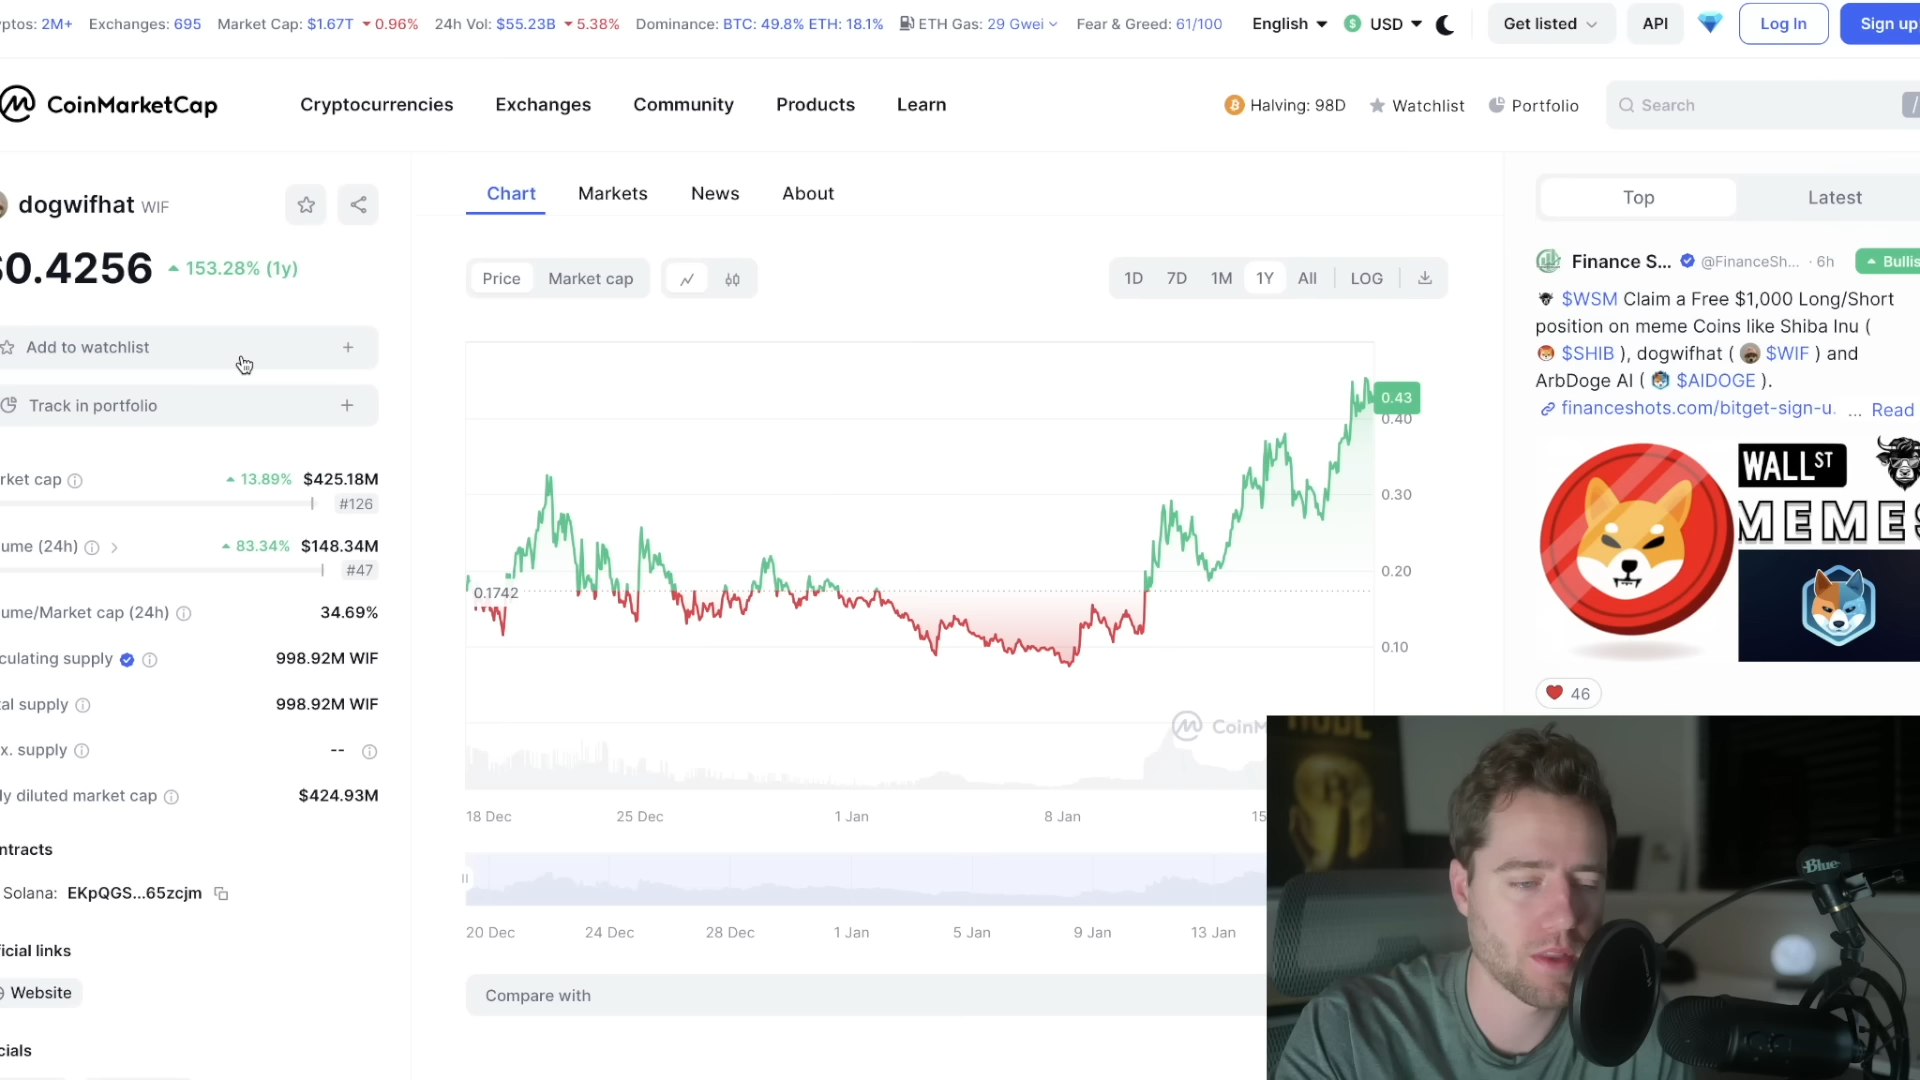 ptos: 2M+ Exchanges: 695 Market Cap: $1.67T 0.96% 24h Vol: $55.23B 5.38% Dominance: BTC: 49.8% ETH: 18.1% ETH Gas: 29 Gwei Fear & Greed: 61/100 English USD Get listed API Log In Sign up
CoinMarketCap Cryptocurrencies Exchanges Community Products Learn Halving: 98D Watchlist Portfolio Search /
dogwifhat WIF
$0.4256 153.28% (1y)
Add to watchlist +
Track in portfolio +
rket cap 13.89% $425.18M
#126
ume (24h) 83.34% $148.34M
#47
ume/Market cap (24h) 34.69%
culating supply 998.92M WIF
al supply 998.92M WIF
x. supply --
ly diluted market cap $424.93M
ntracts
Solana: EKpQGS...65zcjm
icial links
Website
cials
Chart Markets News About
Price Market cap
1D 7D 1M 1Y All LOG
0.43
0.40
0.30
0.20
0.1742
0.10
CoinM
18 Dec 25 Dec 1 Jan 8 Jan 15
20 Dec 24 Dec 28 Dec 1 Jan 5 Jan 9 Jan 13 Jan
Compare with
Top Latest
Finance S... @FinanceSh... · 6h Bullis
$WSM Claim a Free $1,000 Long/Short
position on meme Coins like Shiba Inu (
$SHIB ), dogwifhat ( $WIF ) and
ArbDoge AI ( $AIDOGE ).
financeshots.com/bitget-sign-u. ... Read
WALL ST
MEMES
46
HODL
Blue